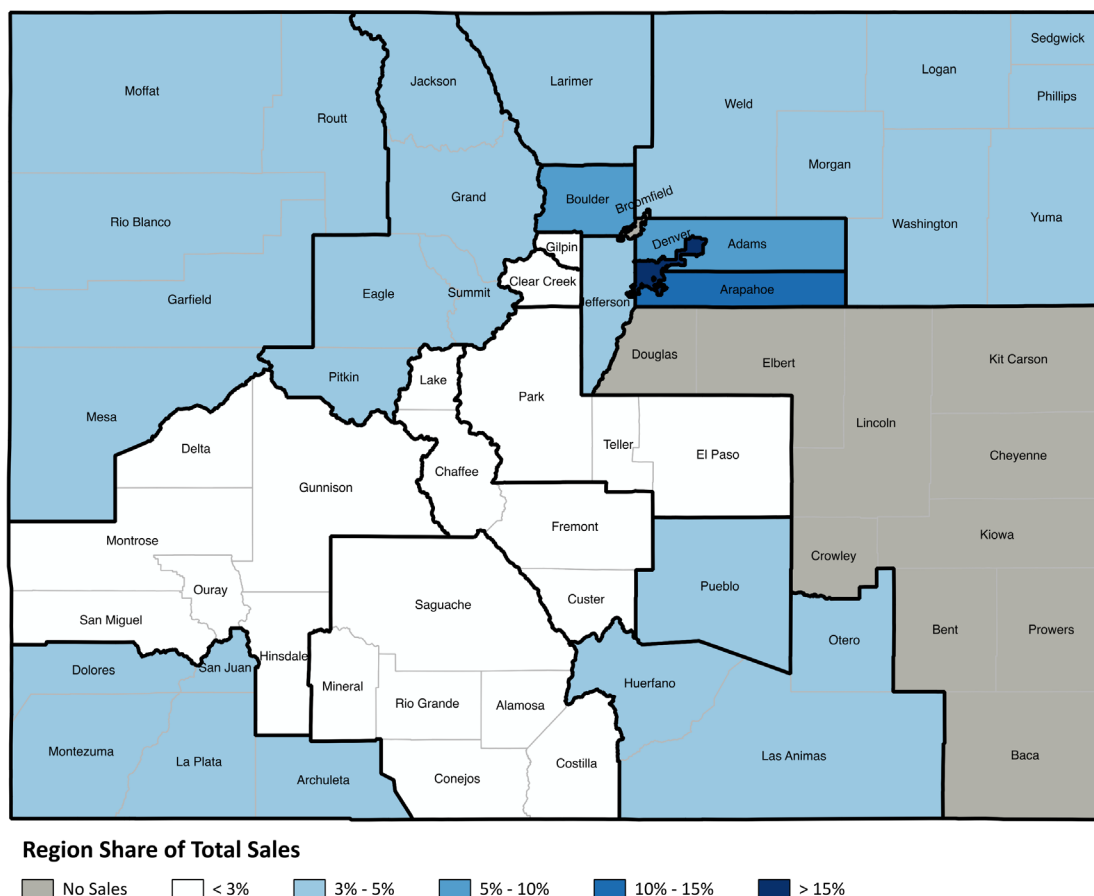 Sedgwick
Logan
Jackson
Larimer
Moffat
Phillips
Weld
Routt
Morgan
Grand
Boulder
Broomfield
Rio Blanco
Washington
Yuma
Denver
Adams
Gilpin
Clear Creek
Eagle
Summit
Arapahoe
Garfield
Jefferson
Douglas
Elbert
Kit Carson
Pitkin
Lake
Park
Mesa
Lincoln
Delta
Teller
El Paso
Cheyenne
Chaffee
Gunnison
Fremont
Kiowa
Montrose
Crowley
Ouray
Pueblo
Saguache
Custer
San Miguel
Bent
Prowers
Otero
Hinsdale
San Juan
Dolores
Mineral
Huerfano
Rio Grande
Alamosa
Montezuma
La Plata
Costilla
Las Animas
Baca
Archuleta
Conejos
Region Share of Total Sales
No Sales
< 3%
3% - 5%
5% - 10%
10% - 15%
> 15%